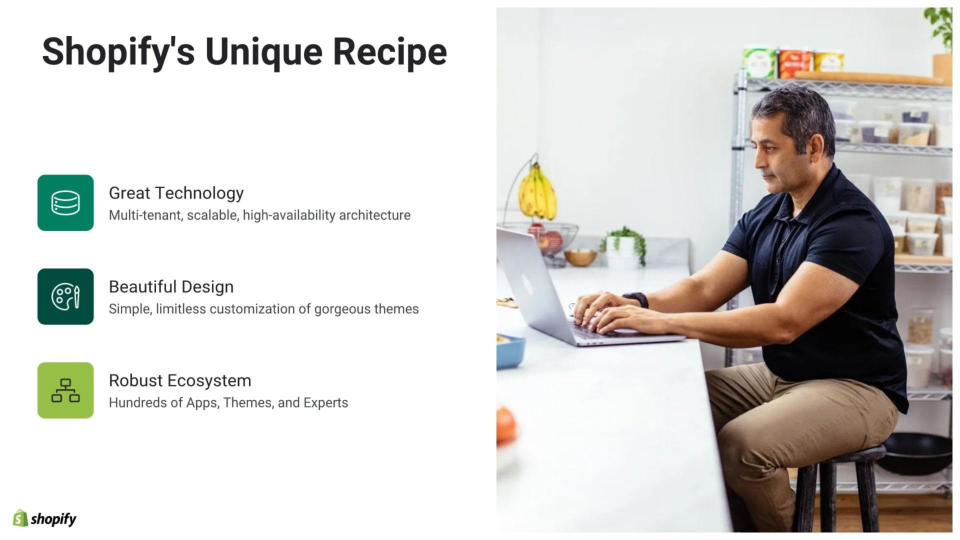 Shopify's Unique Recipe
Great Technology
Multi-tenant, scalable, high-availability architecture
Beautiful Design
Simple, limitless customization of gorgeous themes
Robust Ecosystem
Hundreds of Apps, Themes, and Experts
shopify